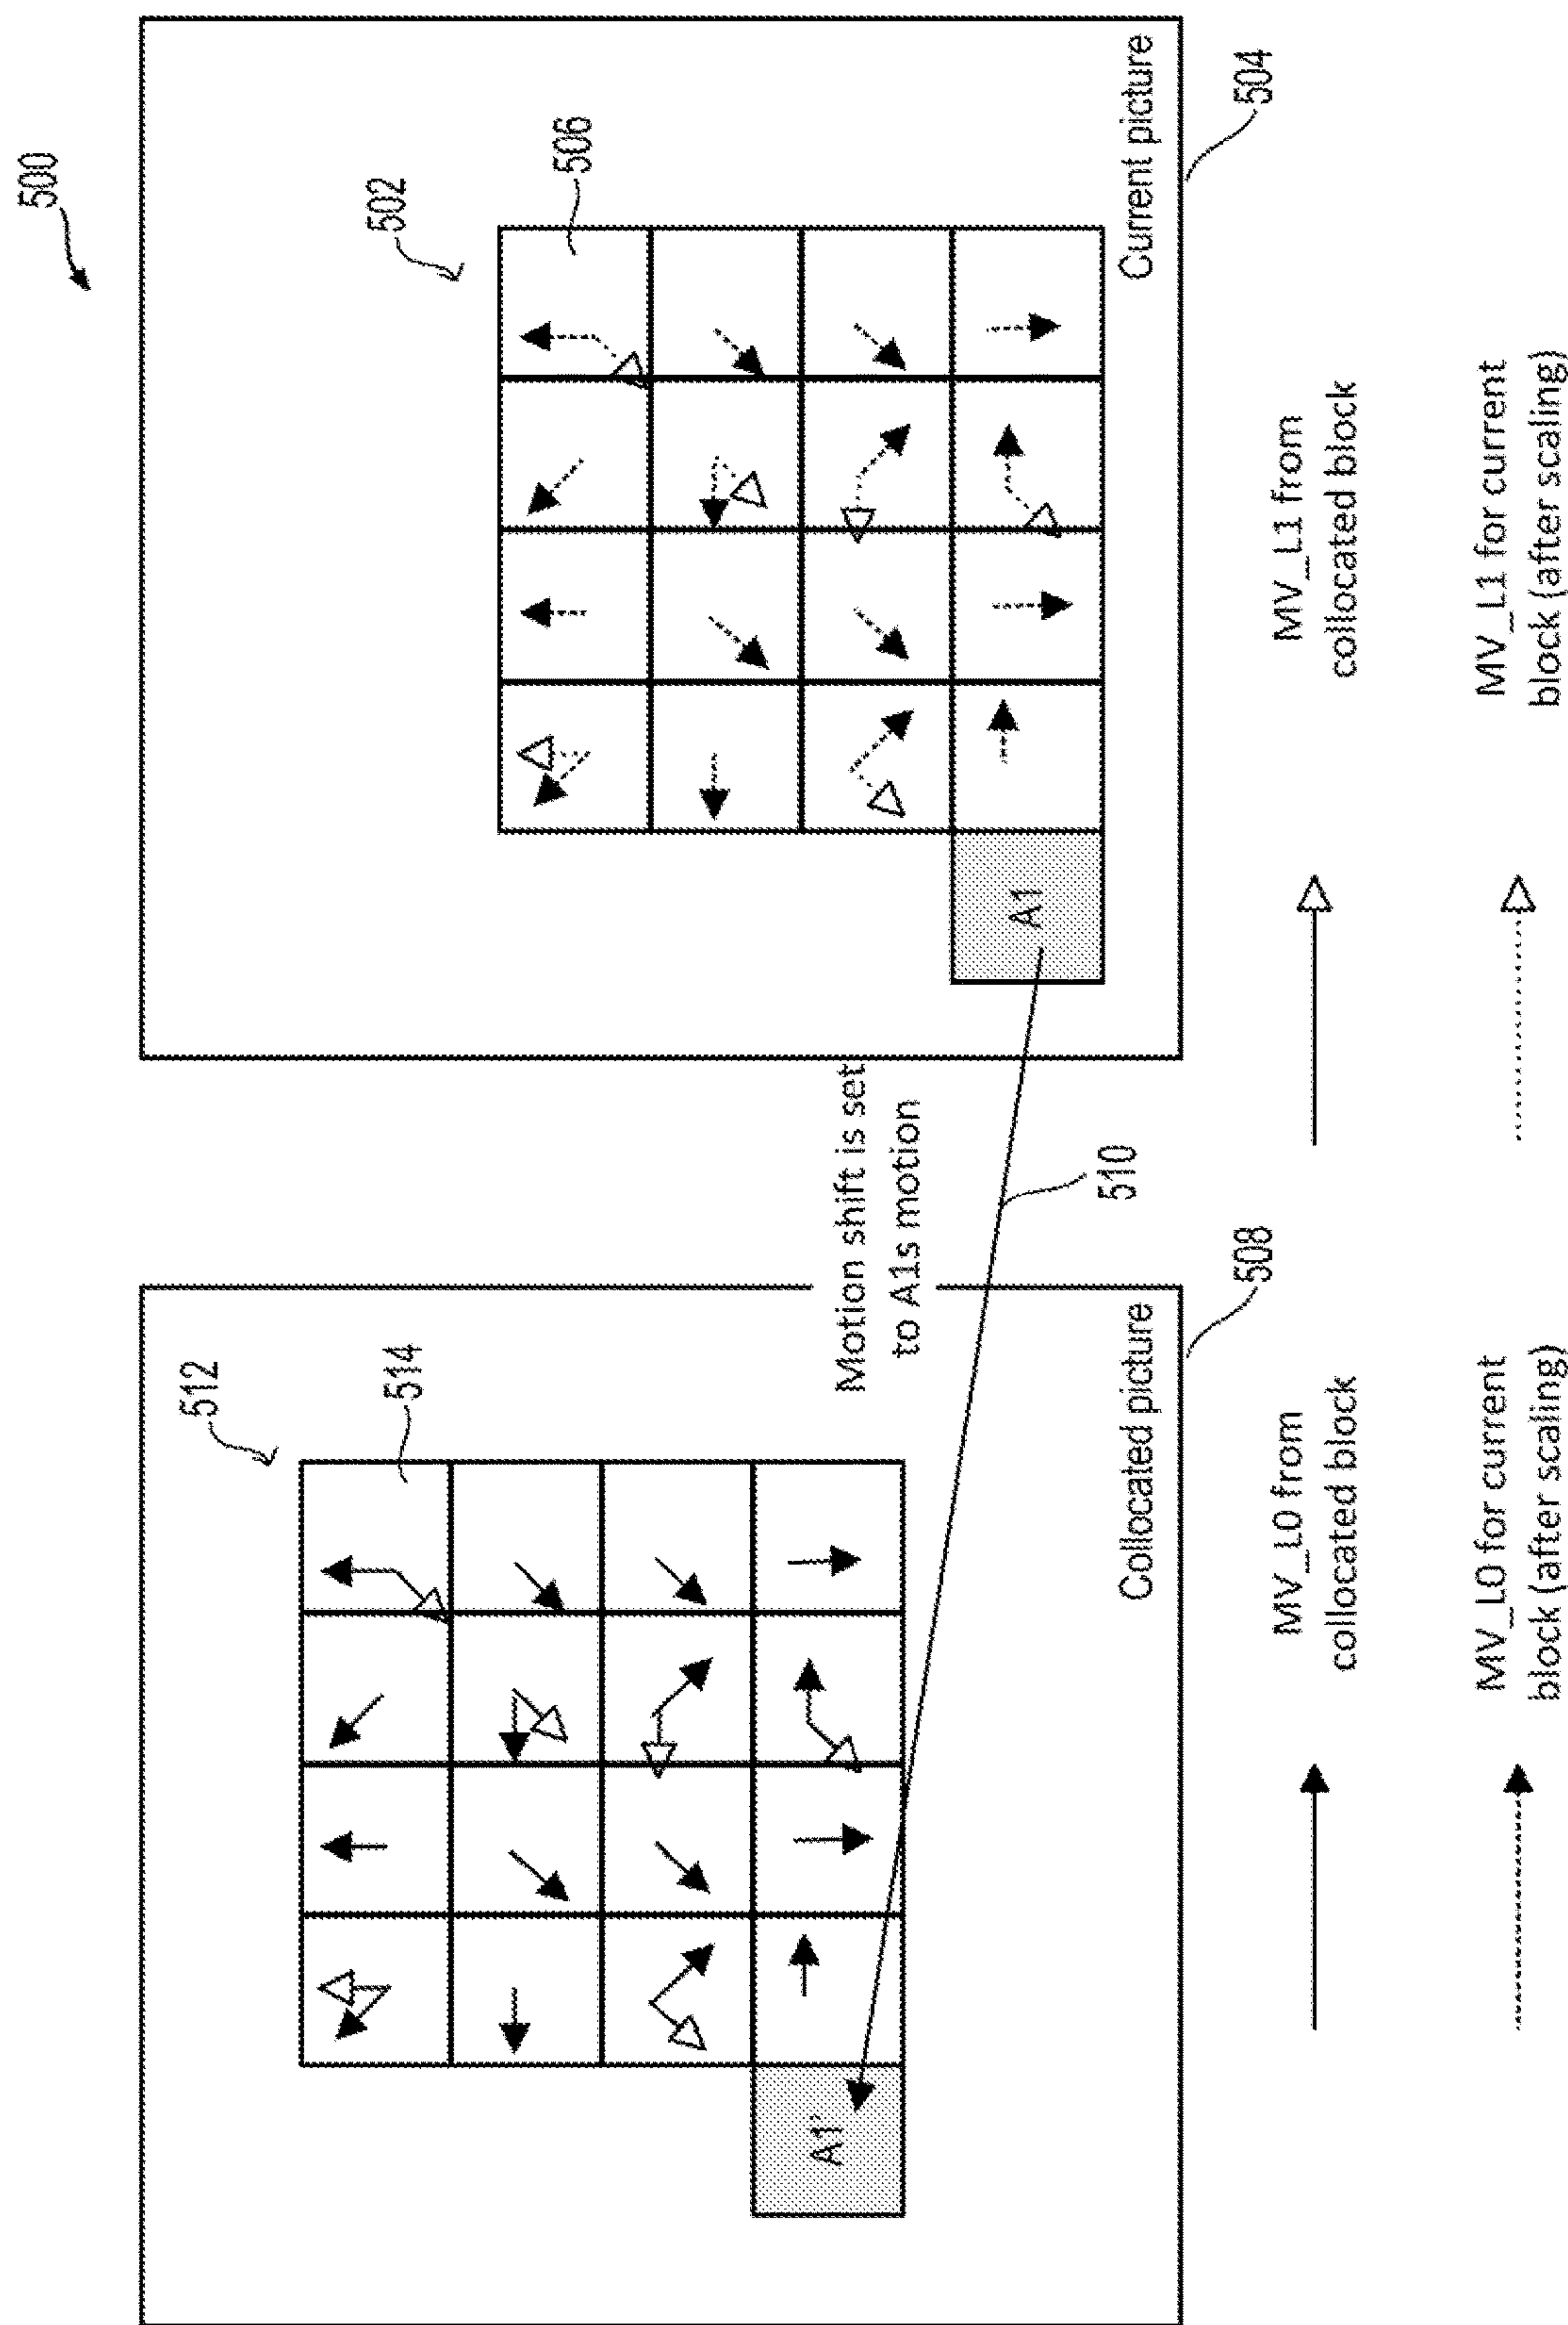 500
512
514
Collocated picture
508
Motion shift is set
to A1s motion
510
502
506
Current picture
504
A1'
A1
MV_L0 from
collocated block
MV_L1 from
collocated block
MV_L0 for current
block (after scaling)
MV_L1 for current
block (after scaling)